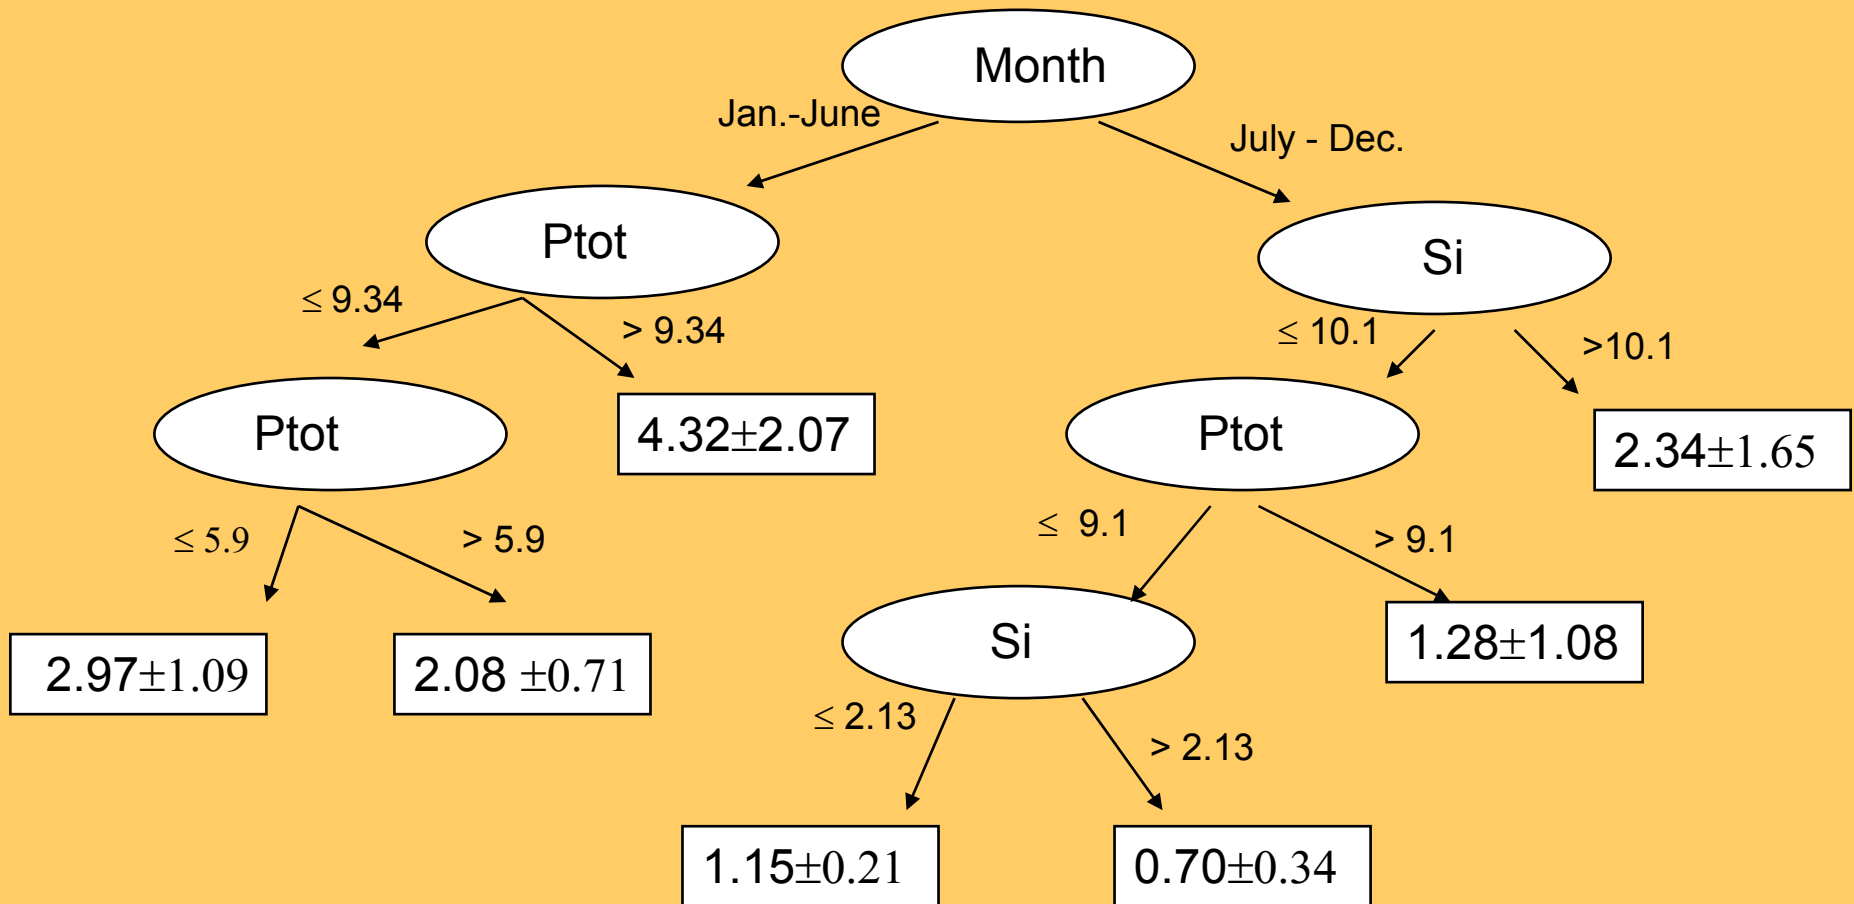 Month
Jan.-June
July - Dec.
Ptot
Si
≤ 9.34
> 9.34
≤ 10.1
>10.1
Ptot
4.32±2.07
Ptot
2.34±1.65
≤ 5.9
> 5.9
≤ 9.1
> 9.1
2.97±1.09
2.08 ±0.71
Si
1.28±1.08
≤ 2.13
> 2.13
1.15±0.21
0.70±0.34